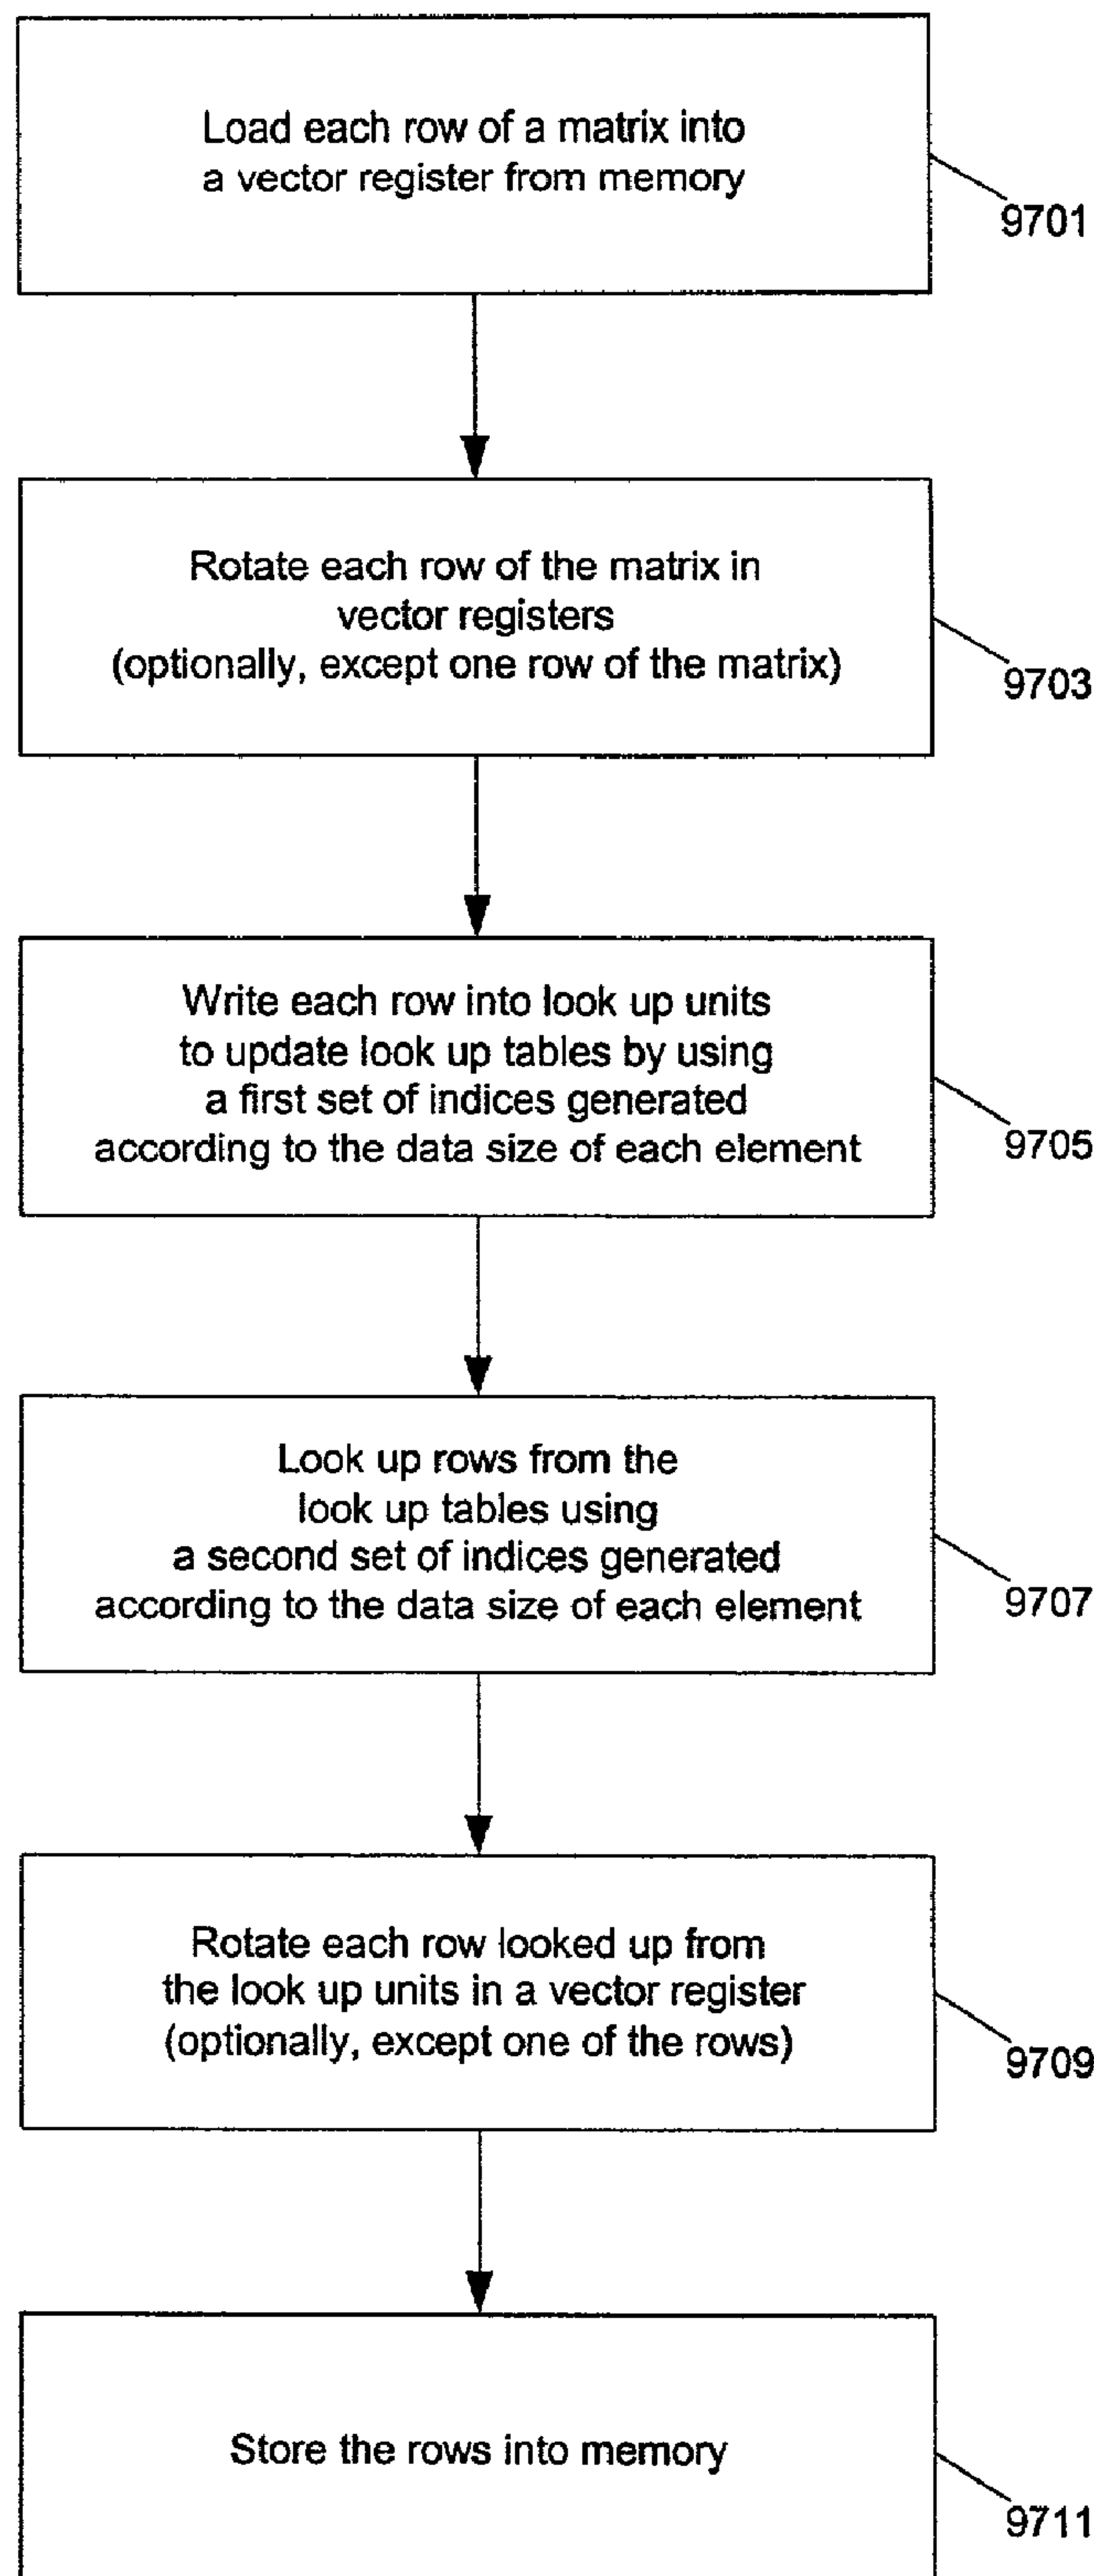 Load each row of a matrix into
a vector register from memory
9701
Rotate each row of the matrix in
vector registers
(optionally, except one row of the matrix)
9703
Write each row into look up units
to update look up tables by using
a first set of indices generated
according to the data size of each element
9705
Look up rows from the
look up tables using
a second set of indices generated
according to the data size of each element
9707
Rotate each row looked up from
the look up units in a vector register
(optionally, except one of the rows)
9709
Store the rows into memory
9711